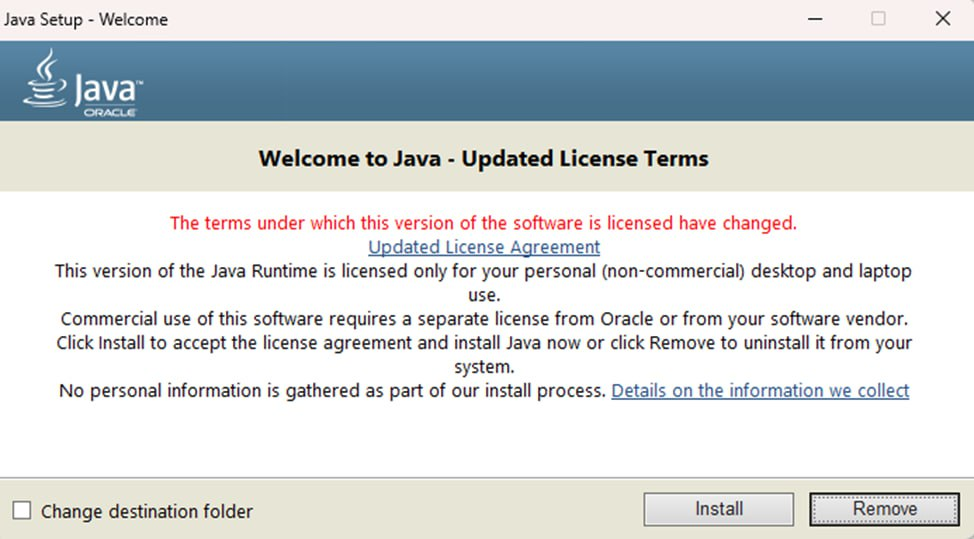 Java Setup - Welcome
Java™
ORACLE
Welcome to Java - Updated License Terms
The terms under which this version of the software is licensed have changed.
Updated License Agreement
This version of the Java Runtime is licensed only for your personal (non-commercial) desktop and laptop
use.
Commercial use of this software requires a separate license from Oracle or from your software vendor.
Click Install to accept the license agreement and install Java now or click Remove to uninstall it from your
system.
No personal information is gathered as part of our install process. Details on the information we collect
Change destination folder
Install
Remove